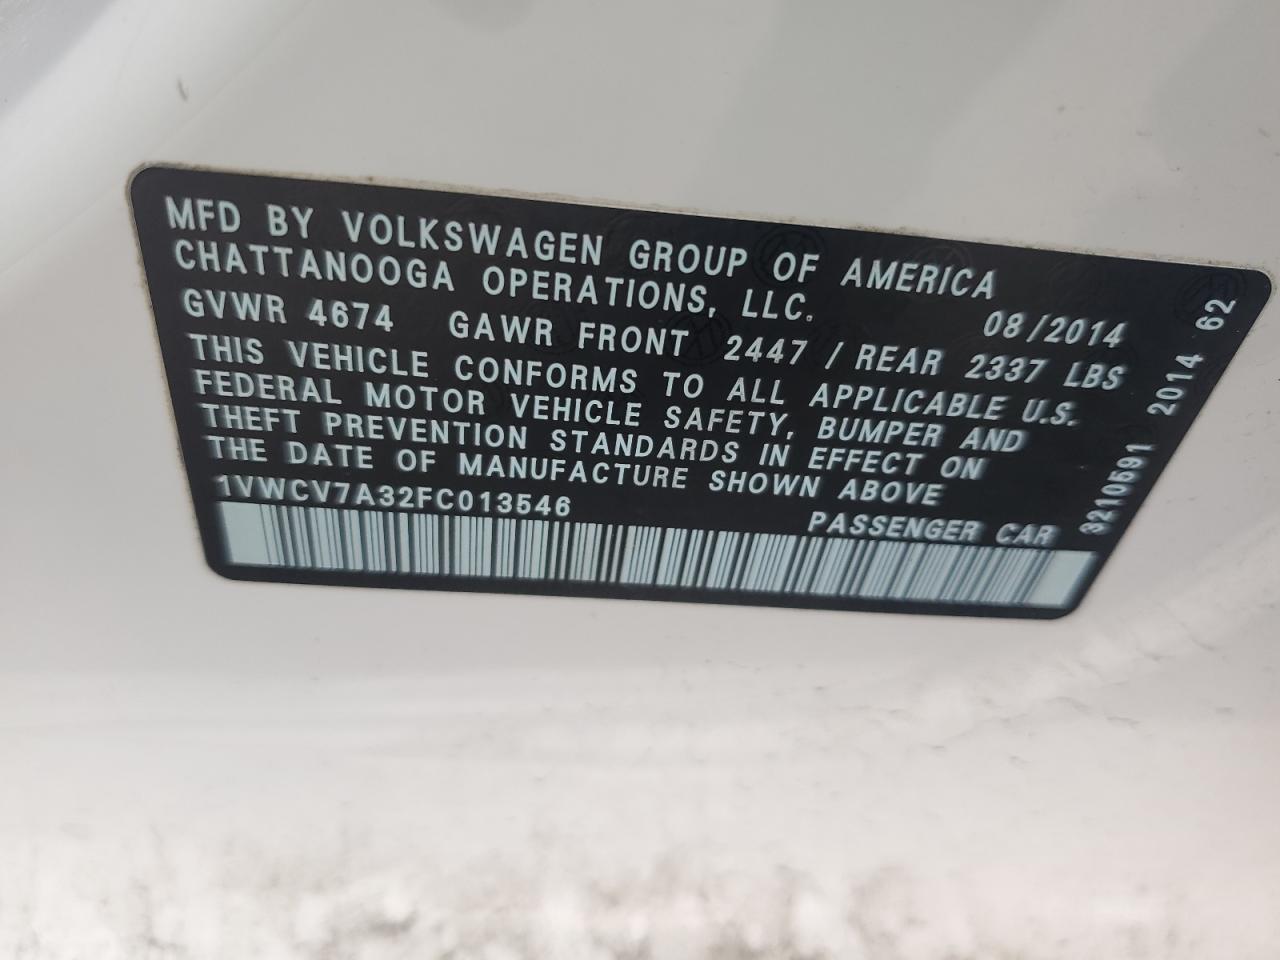 MFD BY VOLKSWAGEN GROUP OF AMERICA
CHATTANOOGA OPERATIONS, LLC. 08/2014
GVWR 4674 GAWR FRONT 2447 / REAR 2337 LBS
THIS VEHICLE CONFORMS TO ALL APPLICABLE U.S.
FEDERAL MOTOR VEHICLE SAFETY, BUMPER AND
THEFT PREVENTION STANDARDS IN EFFECT ON
THE DATE OF MANUFACTURE SHOWN ABOVE
1VWCV7A32FC013546 PASSENGER CAR
3210591 2014 62